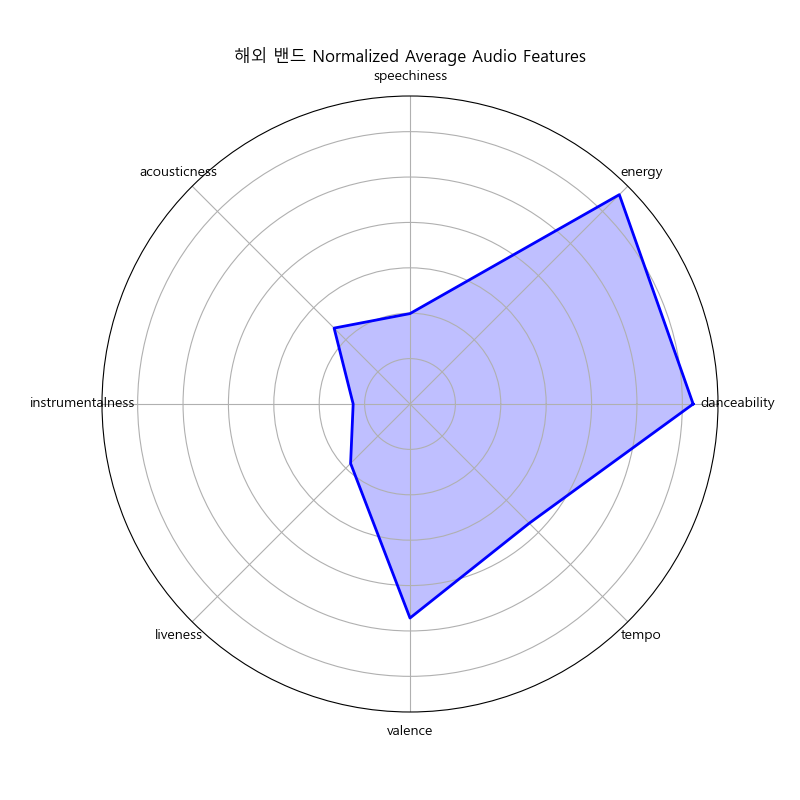 해외 밴드 Normalized Average Audio Features
speechiness
acousticness
energy
instrumentalness
danceability
liveness
tempo
valence